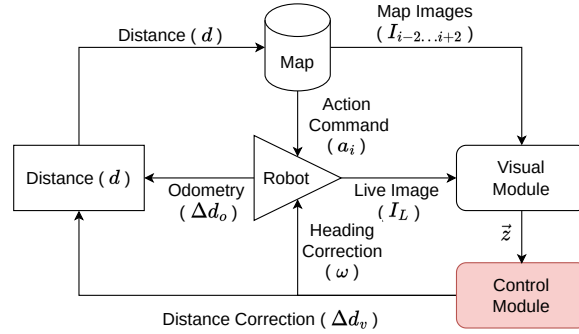 Distance (d)
Map Images
(I_{i-2...i+2})
Map
Action
Command
(a_i)
Distance (d)
Odometry
(Δd_o)
Robot
Live Image
(I_L)
Visual
Module
Heading
Correction
(ω)
z⃗
Control
Module
Distance Correction (Δd_v)